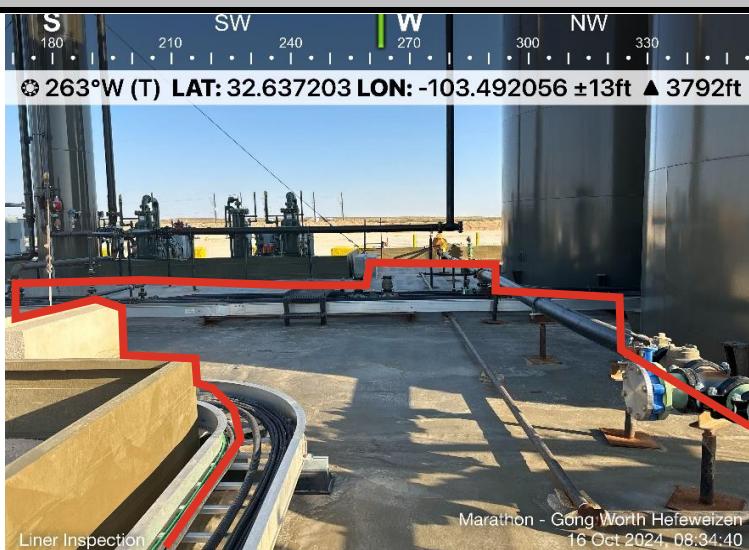 S SW W NW
180 210 240 270 300 330
263°W (T) LAT: 32.637203 LON: -103.492056 ±13ft ▲ 3792ft
Liner Inspection
Marathon - Gong Worth Hefeweizen
16 Oct 2024, 08:34:40